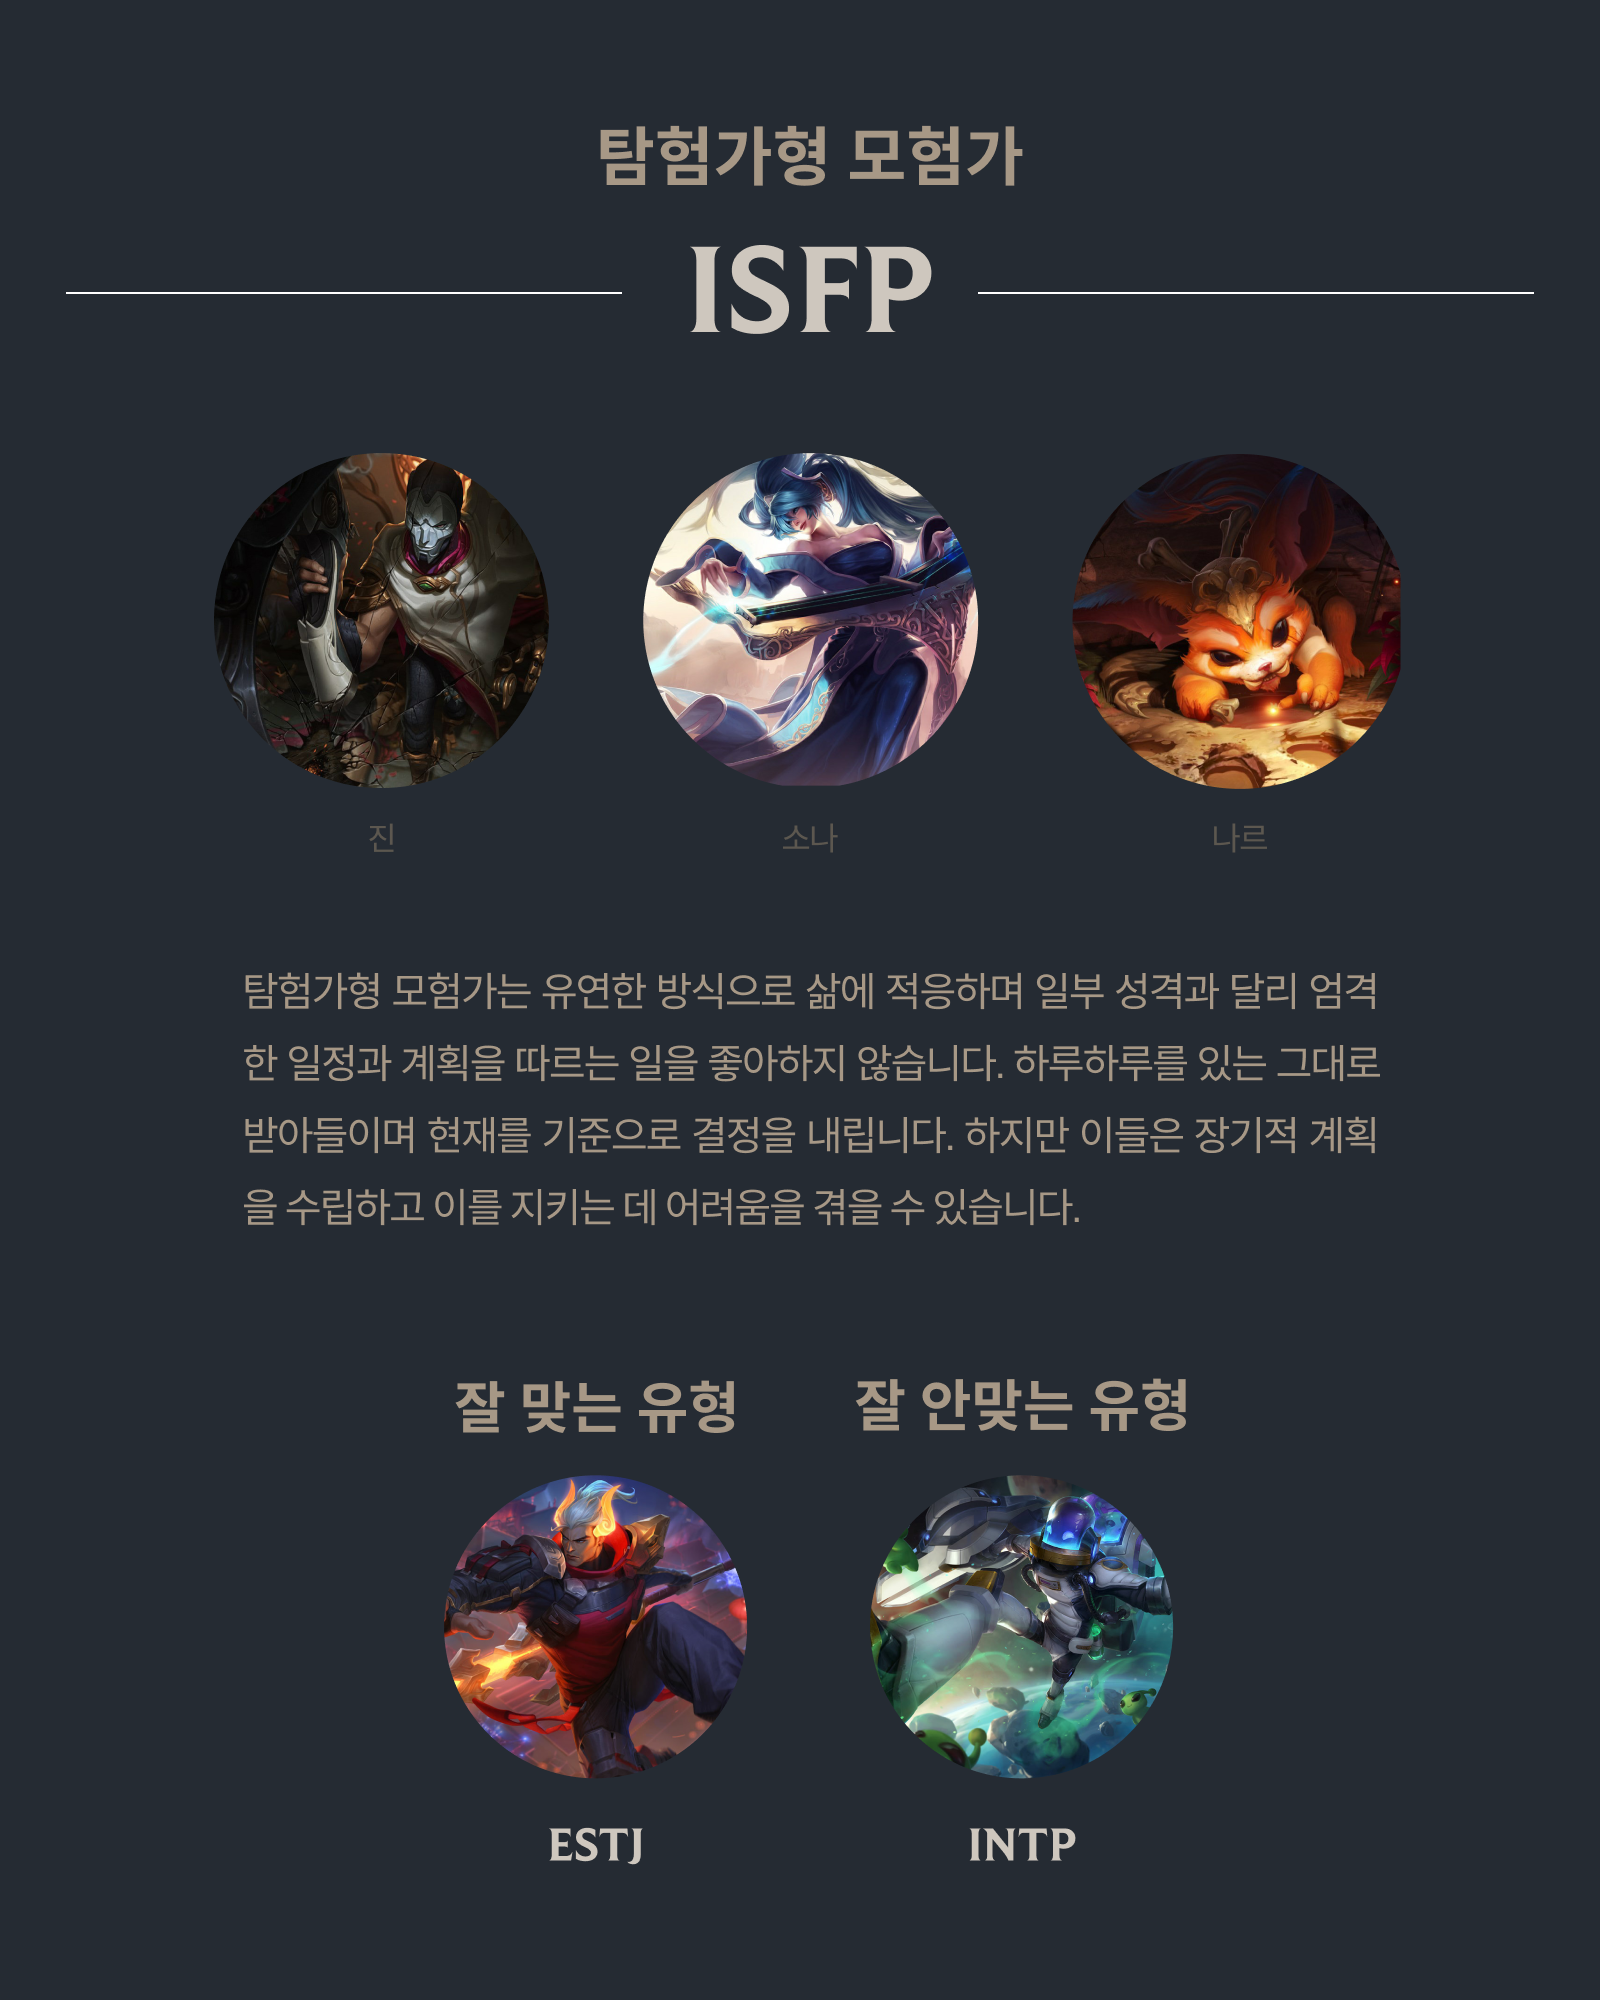 탐험가형 모험가
ISFP
진
소나
나르
탐험가형 모험가는 유연한 방식으로 삶에 적응하며 일부 성격과 달리 엄격
한 일정과 계획을 따르는 일을 좋아하지 않습니다. 하루하루를 있는 그대로
받아들이며 현재를 기준으로 결정을 내립니다. 하지만 이들은 장기적 계획
을 수립하고 이를 지키는 데 어려움을 겪을 수 있습니다.
잘 맞는 유형
잘 안맞는 유형
ESTJ
INTP